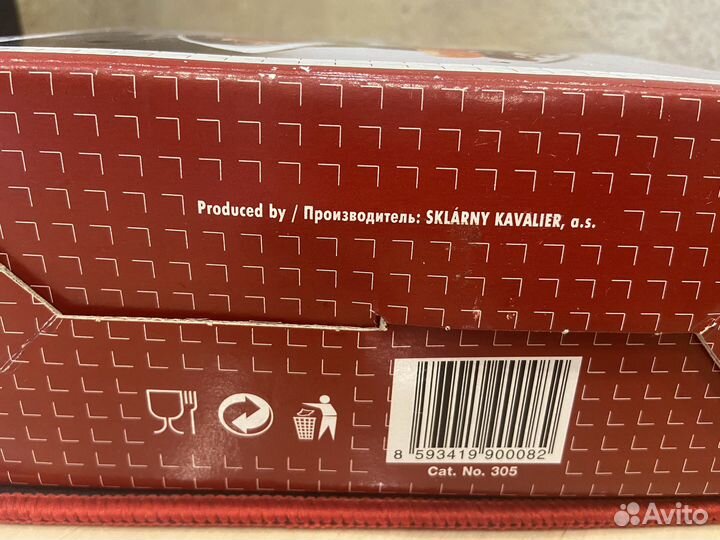 Produced by / Производитель: SKLÁRNY KAVALIER, a.s.
8 593419 900082
Cat. No. 305
Avito